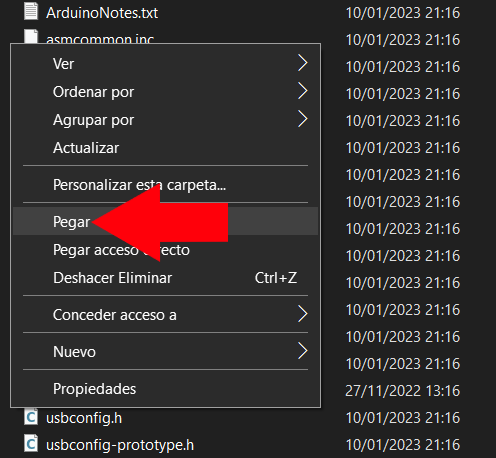 ArduinoNotes.txt 10/01/2023 21:16
asmcommon.inc 10/01/2023 21:16
Ver 10/01/2023 21:16
Ordenar por 10/01/2023 21:16
Agrupar por 10/01/2023 21:16
Actualizar 10/01/2023 21:16
Personalizar esta carpeta... 10/01/2023 21:16
Pegar 10/01/2023 21:16
Pegar acceso directo 10/01/2023 21:16
Deshacer Eliminar Ctrl+Z 10/01/2023 21:16
Conceder acceso a 10/01/2023 21:16
10/01/2023 21:16
Nuevo 10/01/2023 21:16
10/01/2023 21:16
Propiedades 27/11/2022 13:16
usbconfig.h 10/01/2023 21:16
usbconfig-prototype.h 10/01/2023 21:16